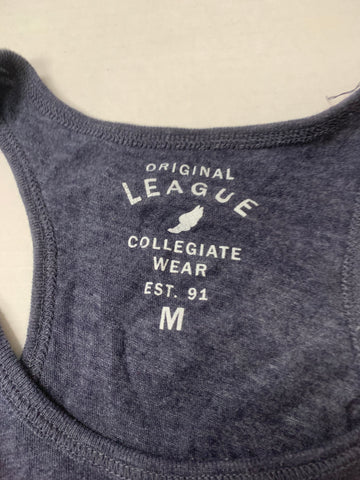 ORIGINAL
LEAGUE
COLLEGIATE
WEAR
EST. 91
M